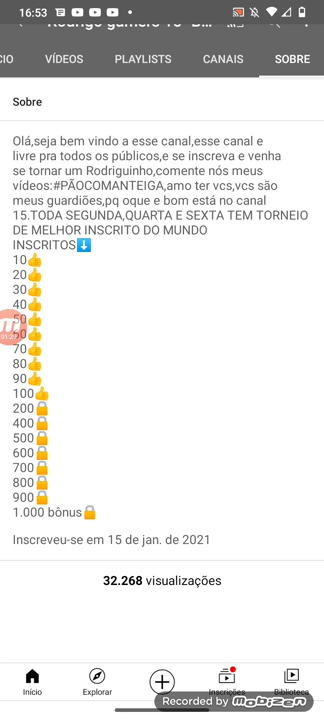 16:53
VÍDEOS
PLAYLISTS
CANAIS
SOBRE
Sobre
Olá,seja bem vindo a esse canal,esse canal e
livre pra todos os públicos,e se inscreva e venha
se tornar um Rodriguinho,comente nós meus
vídeos:#PÃOCOMANTEIGA,amo ter vcs,vcs são
meus guardiões,pq oque e bom está no canal
15.TODA SEGUNDA,QUARTA E SEXTA TEM TORNEIO
DE MELHOR INSCRITO DO MUNDO
INSCRITOS⬇️
10👍
20👍
30👍
40👍
50👍
60👍
70👍
80👍
90👍
100👍
200🔒
400🔒
500🔒
600🔒
700🔒
800🔒
900🔒
1.000 bônus🔒
Inscreveu-se em 15 de jan. de 2021
32.268 visualizações
Início
Explorar
Inscrições
Biblioteca
Recorded by mobizen